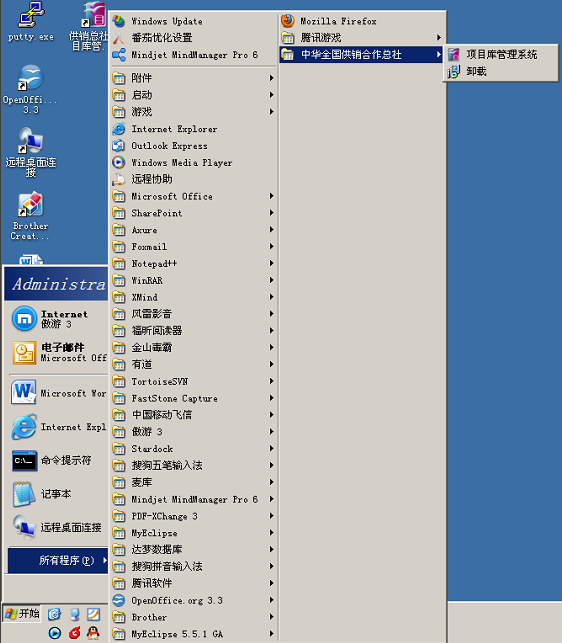 putty.exe
供销总社
目库管.
OpenOffi...
3.3
远程桌面连
接
Brother
Creat...
Administra
Internet
傲游 3
电子邮件
Microsoft Off
Microsoft Wor
Internet Expl
命令提示符
记事本
远程桌面连接
所有程序(P)
开始
Windows Update
番茄优化设置
Mindjet MindManager Pro 6
附件
启动
游戏
Internet Explorer
Outlook Express
Windows Media Player
远程协助
Microsoft Office
SharePoint
Axure
Foxmail
Notepad++
WinRAR
XMind
风雷影音
福昕阅读器
金山毒霸
有道
TortoiseSVN
FastStone Capture
中国移动飞信
傲游 3
Stardock
搜狗五笔输入法
麦库
Mindjet MindManager Pro 6
PDF-XChange 3
MyEclipse
达梦数据库
搜狗拼音输入法
腾讯软件
OpenOffice.org 3.3
Brother
MyEclipse 5.5.1 GA
Mozilla Firefox
腾讯游戏
中华全国供销合作总社
项目库管理系统
卸载